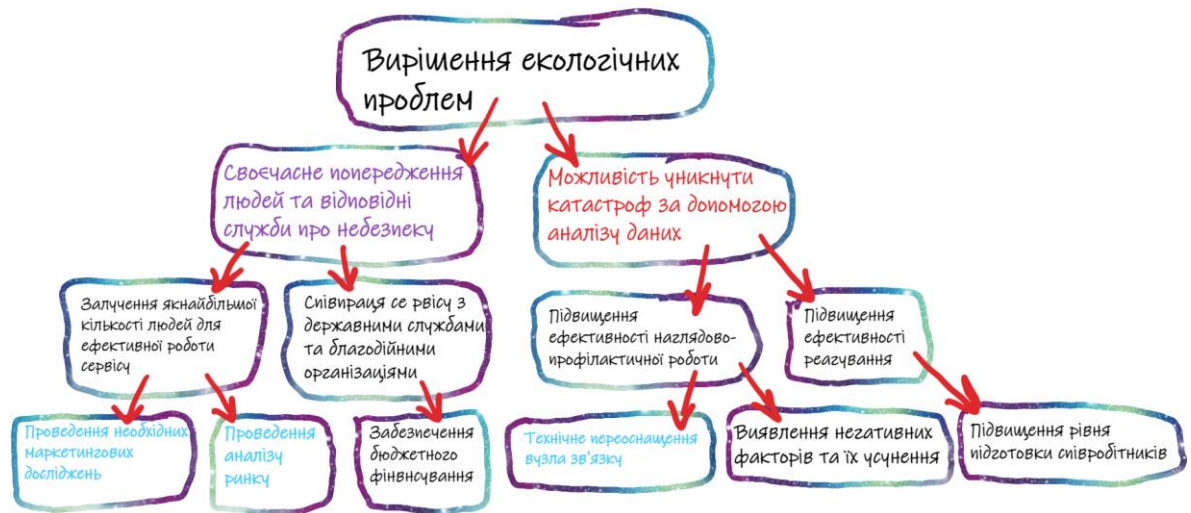 Вирішення екологічних
проблем
Своєчасне попередження
людей та відповідні
служби про небезпеку
Можливість уникнути
катастроф за допомогою
аналізу даних
Залучення якнайбільшої
кількості людей для
ефективної роботи
сервісу
Співпраця се рвісу з
державними службами
та благодійними
організаціями
Підвищення
ефективності наглядово-
профілактичної роботи
Підвищення
ефективності
реагування
Проведення необхідних
маркетингових
досліджень
Проведення
аналізу
ринку
Забезпечення
бюджетного
фінвнсування
Технічне переоснащення
вузла зв'язку
Виявлення негативних
факторів та їх усунення
Підвищення рівня
підготовки співробітників